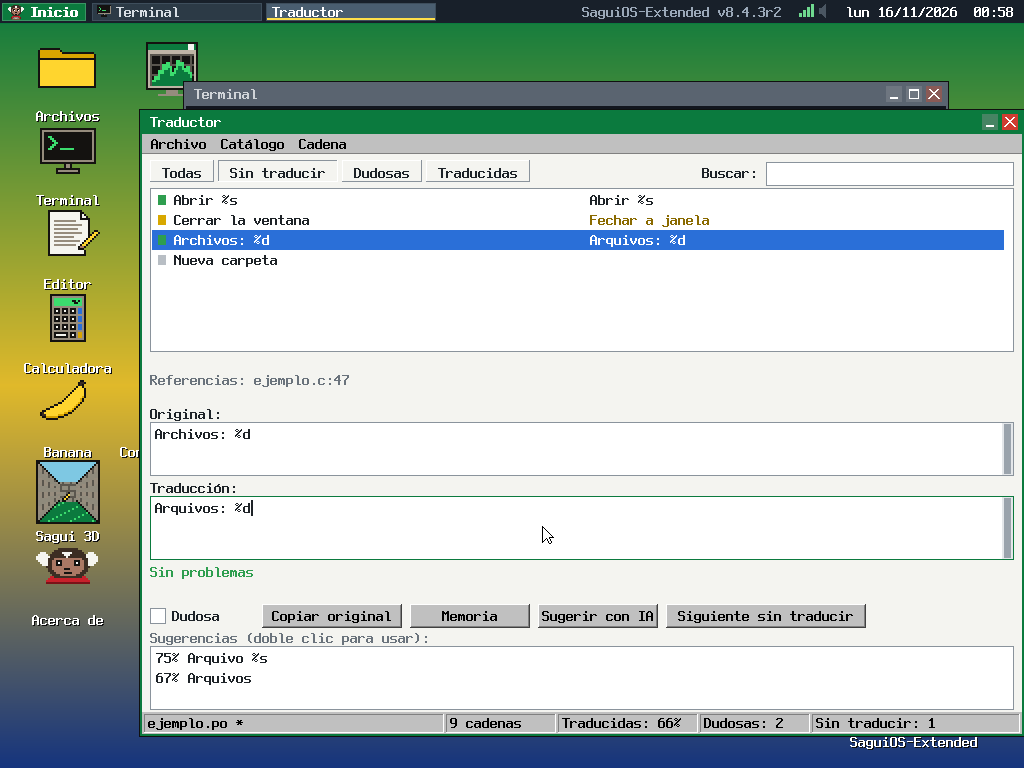 Inicio
Terminal
Traductor
SaguiOS-Extended v8.4.3r2
lun 16/11/2026 00:58
Archivos
Terminal
Editor
Calculadora
Banana
Con
Sagui 3D
Acerca de
Terminal
Traductor
Archivo Catálogo Cadena
Todas Sin traducir Dudosas Traducidas Buscar:
Abrir %s Abrir %s
Cerrar la ventana Fechar a janela
Archivos: %d Arquivos: %d
Nueva carpeta
Referencias: ejemplo.c:47
Original:
Archivos: %d
Traducción:
Arquivos: %d
Sin problemas
Dudosa Copiar original Memoria Sugerir con IA Siguiente sin traducir
Sugerencias (doble clic para usar):
75% Arquivo %s
67% Arquivos
ejemplo.po * 9 cadenas Traducidas: 66% Dudosas: 2 Sin traducir: 1
SaguiOS-Extended